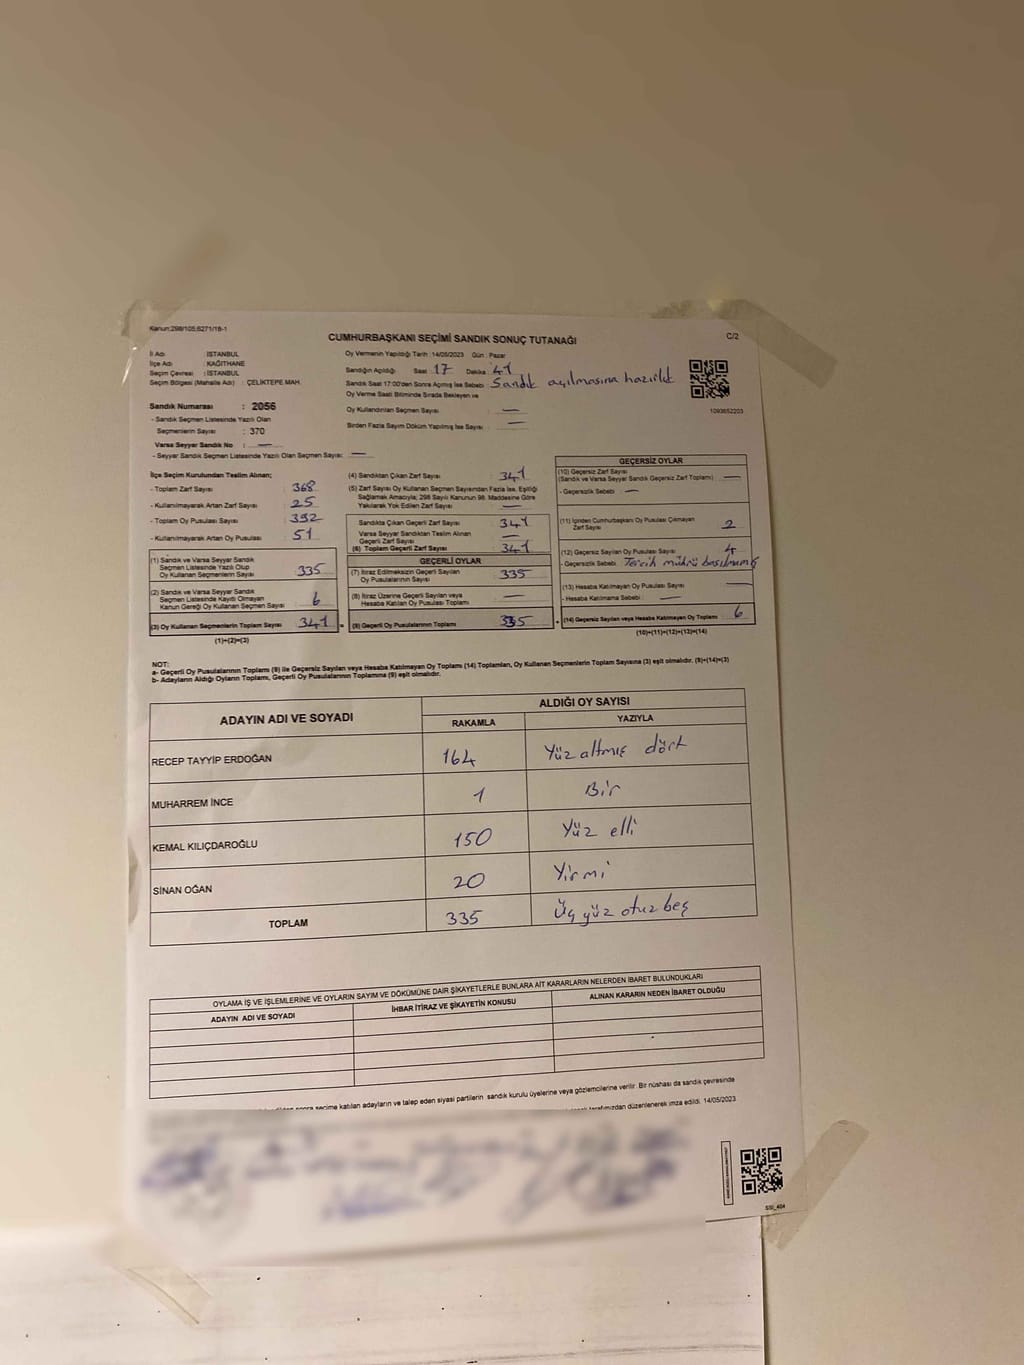 Kanun:298/105;6271/18-1
C/2
CUMHURBAŞKANI SEÇİMİ SANDIK SONUÇ TUTANAĞI
İl Adı : İSTANBUL
İlçe Adı : KAĞITHANE
Seçim Çevresi : İSTANBUL
Seçim Bölgesi (Mahalle Adı) : ÇELİKTEPE MAH.
Sandık Numarası : 2056
- Sandık Seçmen Listesinde Yazılı Olan
Seçmenlerin Sayısı : 370
Varsa Seyyar Sandık No : —
- Seyyar Sandık Seçmen Listesinde Yazılı Olan Seçmen Sayısı: —
Oy Vermenin Yapıldığı Tarih :14/05/2023 Gün : Pazar
Sandığın Açıldığı Saat : 17 Dakika : 41
Sandık Saat 17:00'den Sonra Açılmış İse Sebebi : Sandık açılmasına hazırlık
Oy Verme Saati Bitiminde Sırada Bekleyen ve
Oy Kullandırılan Seçmen Sayısı : —
Birden Fazla Sayım Döküm Yapılmış İse Sayısı : —
1093652203
İlçe Seçim Kurulundan Teslim Alınan;
- Toplam Zarf Sayısı : 368
- Kullanılmayarak Artan Zarf Sayısı : 25
- Toplam Oy Pusulası Sayısı : 392
- Kullanılmayarak Artan Oy Pusulası : 51
(1) Sandık ve Varsa Seyyar Sandık
Seçmen Listesinde Yazılı Olup
Oy Kullanan Seçmenlerin Sayısı : 335
(2) Sandık ve Varsa Seyyar Sandık
Seçmen Listesinde Kayıtlı Olmayan
Kanun Gereği Oy Kullanan Seçmen Sayısı : 6
(3) Oy Kullanan Seçmenlerin Toplam Sayısı : 341
(1)+(2)=(3)
(4) Sandıktan Çıkan Zarf Sayısı : 341
(5) Zarf Sayısı Oy Kullanan Seçmen Sayısından Fazla İse, Eşitliği
Sağlamak Amacıyla; 298 Sayılı Kanunun 98. Maddesine Göre
Yakılarak Yok Edilen Zarf Sayısı : —
Sandıkta Çıkan Geçerli Zarf Sayısı : 341
Varsa Seyyar Sandıktan Teslim Alınan
Geçerli Zarf Sayısı : —
(6) Toplam Geçerli Zarf Sayısı : 341
GEÇERLİ OYLAR
(7) İtiraz Edilmeksizin Geçerli Sayılan
Oy Pusulalarının Sayısı : 335
(8) İtiraz Üzerine Geçerli Sayılan veya
Hesaba Katılan Oy Pusulası Toplamı : —
(9) Geçerli Oy Pusulalarının Toplamı : 335
GEÇERSİZ OYLAR
(10) Geçersiz Zarf Sayısı
(Sandık ve Varsa Seyyar Sandık Geçersiz Zarf Toplamı) : —
- Geçersizlik Sebebi : —
(11) İçinden Cumhurbaşkanı Oy Pusulası Çıkmayan
Zarf Sayısı : 2
(12) Geçersiz Sayılan Oy Pusulası Sayısı : 4
- Geçersizlik Sebebi : Tercih mührü basılmamış
(13) Hesaba Katılmayan Oy Pusulası Sayısı : —
- Hesaba Katılmama Sebebi : —
(14) Geçersiz Sayılan veya Hesaba Katılmayan Oy Toplamı : 6
(10)+(11)+(12)+(13)=(14)
NOT:
a- Geçerli Oy Pusulalarının Toplamı (9) ile Geçersiz Sayılan veya Hesaba Katılmayan Oy Toplamı (14) Toplamları, Oy Kullanan Seçmenlerin Toplam Sayısına (3) eşit olmalıdır. (9)+(14)=(3)
b- Adayların Aldığı Oyların Toplamı, Geçerli Oy Pusulalarının Toplamına (9) eşit olmalıdır.
ADAYIN ADI VE SOYADI
ALDIĞI OY SAYISI
RAKAMLA YAZIYLA
RECEP TAYYİP ERDOĞAN 164 Yüz altmış dört
MUHARREM İNCE 1 Bir
KEMAL KILIÇDAROĞLU 150 Yüz elli
SİNAN OĞAN 20 Yirmi
TOPLAM 335 Üç yüz otuz beş
OYLAMA İŞ VE İŞLEMLERİNE VE OYLARIN SAYIM VE DÖKÜMÜNE DAİR ŞİKAYETLERLE BUNLARA AİT KARARLARIN NELERDEN İBARET BULUNDUKLARI
ADAYIN ADI VE SOYADI İHBAR İTİRAZ VE ŞİKAYETİN KONUSU ALINAN KARARIN NEDEN İBARET OLDUĞU
sonra seçime katılan adayların ve talep eden siyasi partilerin sandık kurulu üyelerine veya gözlemcilerine verilir. Bir nüshası da sandık çevresinde
tarafımızdan düzenlenerek imza edildi. 14/05/2023